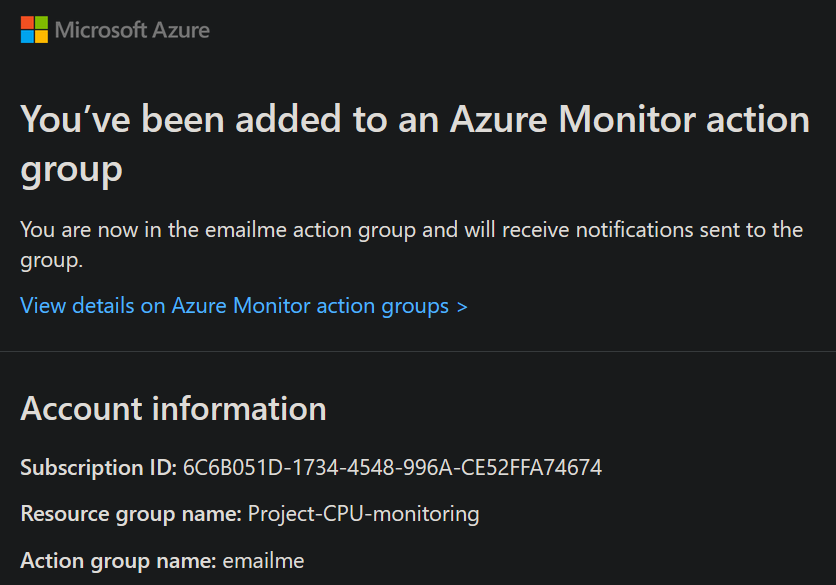 Microsoft Azure
You’ve been added to an Azure Monitor action
group
You are now in the emailme action group and will receive notifications sent to the
group.
View details on Azure Monitor action groups >
Account information
Subscription ID: 6C6B051D-1734-4548-996A-CE52FFA74674
Resource group name: Project-CPU-monitoring
Action group name: emailme